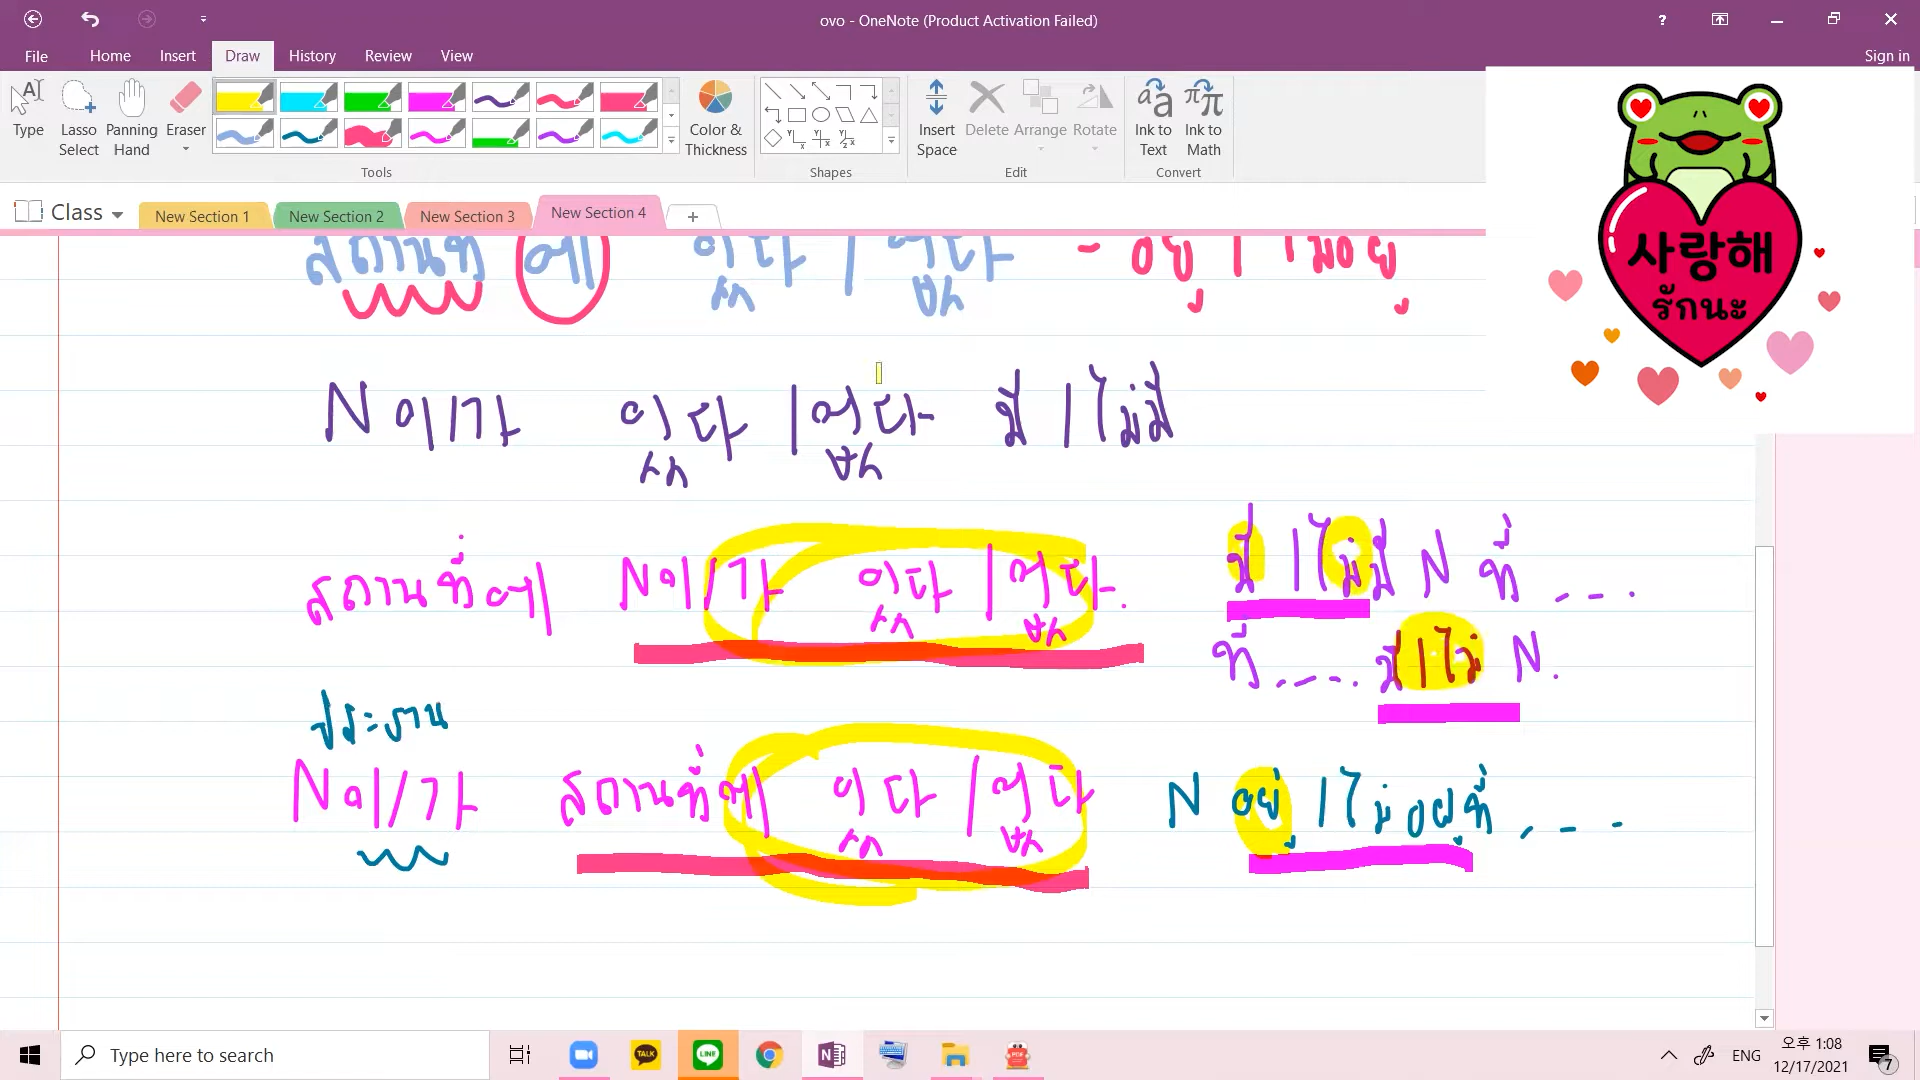 ovo - OneNote (Product Activation Failed)
File Home Insert Draw History Review View
Sign in
Type
Lasso Select
Panning Hand
Eraser
Color & Thickness
Insert Space
Delete
Arrange
Rotate
Ink to Text
Ink to Math
Tools
Shapes
Edit
Convert
Class
New Section 1
New Section 2
New Section 3
New Section 4
사랑해
รักนะ
สถานที่ 에 있다 / 없다 - อยู่ / ไม่อยู่
N 이/가 있다 / 없다 มี / ไม่มี
สถานที่에 N이/가 있다 / 없다. มี / ไม่มี N ที่ ....
ที่ .... มี/ไม่ N.
ประธาน
N이/가 สถานที่에 있다 / 없다 N อยู่ / ไม่อยู่ที่ ....
Type here to search
TALK
LINE
PDF
ENG
오후 1:08
12/17/2021
7